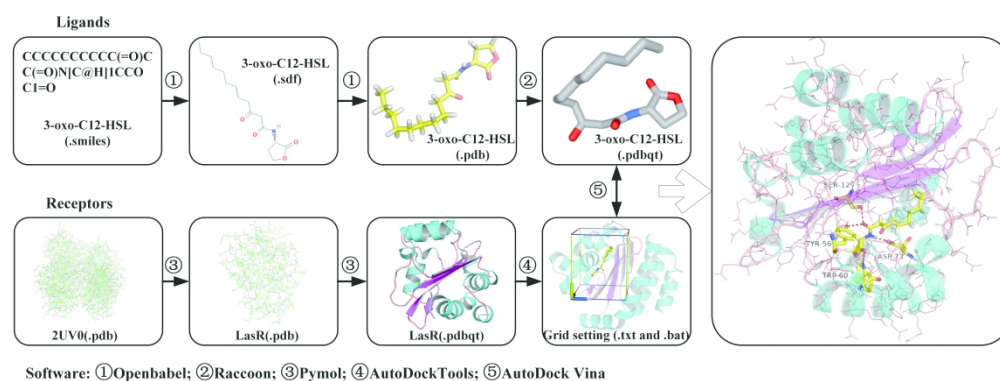 Ligands
CCCCCCCCCC(=O)C
C(=O)N[C@H]1CCO
C1=O
3-oxo-C12-HSL
(.smiles)
①
3-oxo-C12-HSL
(.sdf)
①
3-oxo-C12-HSL
(.pdb)
②
3-oxo-C12-HSL
(.pdbqt)
⑤
Receptors
2UV0(.pdb)
③
LasR(.pdb)
③
LasR(.pdbqt)
④
Grid setting (.txt and .bat)
TYR-56
TRP-60
ASP-73
Software: ①Openbabel; ②Raccoon; ③Pymol; ④AutoDockTools; ⑤AutoDock Vina